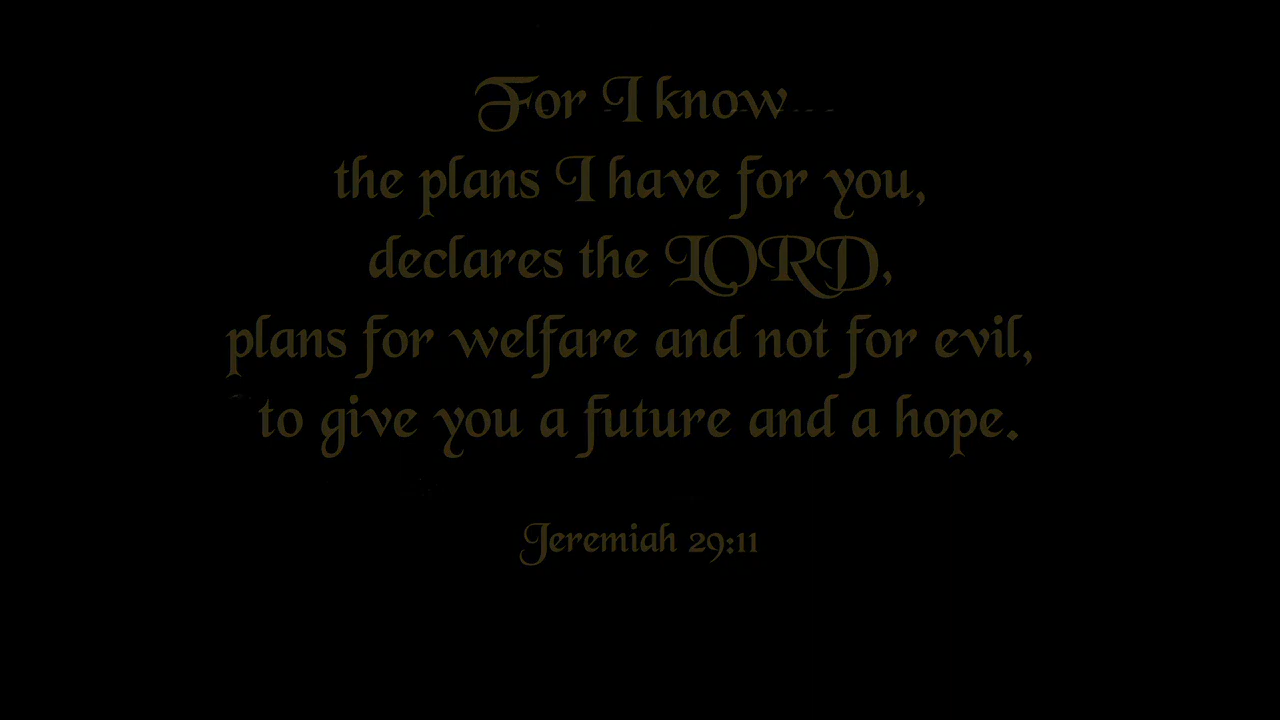 For I know
the plans I have for you,
declares the LORD,
plans for welfare and not for evil,
to give you a future and a hope.
Jeremiah 29:11